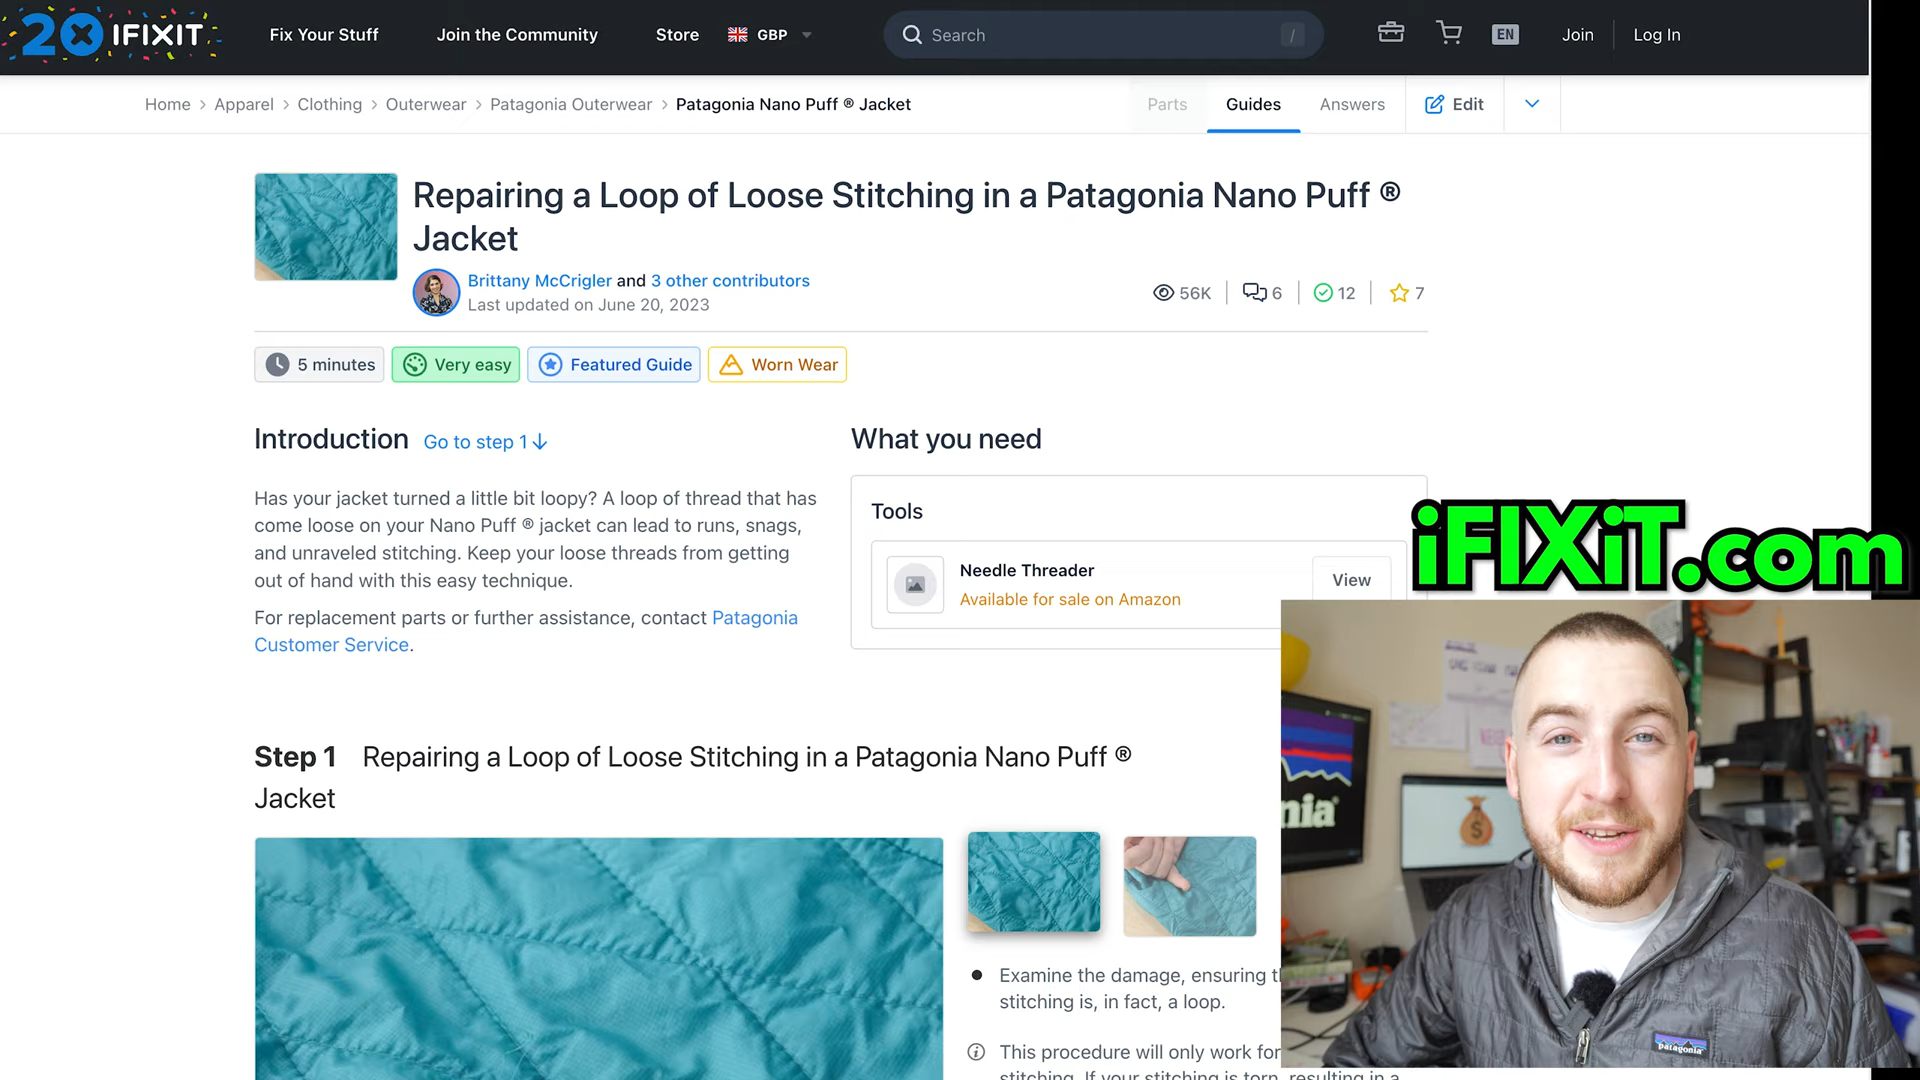 20 IFIXIT
Fix Your Stuff
Join the Community
Store
GBP
Search
/
EN
Join
Log In
Home > Apparel > Clothing > Outerwear > Patagonia Outerwear > Patagonia Nano Puff ® Jacket
Parts
Guides
Answers
Edit
Repairing a Loop of Loose Stitching in a Patagonia Nano Puff ®
Jacket
Brittany McCrigler and 3 other contributors
Last updated on June 20, 2023
56K
6
12
7
5 minutes
Very easy
Featured Guide
Worn Wear
Introduction
Go to step 1
What you need
Has your jacket turned a little bit loopy? A loop of thread that has
come loose on your Nano Puff ® jacket can lead to runs, snags,
and unraveled stitching. Keep your loose threads from getting
out of hand with this easy technique.
For replacement parts or further assistance, contact Patagonia
Customer Service.
Tools
Needle Threader
Available for sale on Amazon
View
iFIXiT.com
Step 1 Repairing a Loop of Loose Stitching in a Patagonia Nano Puff ®
Jacket
nia
$
Examine the damage, ensuring
stitching is, in fact, a loop.
This procedure will only work for
stitching. If your stitching is torn, resulting in a
patagonia